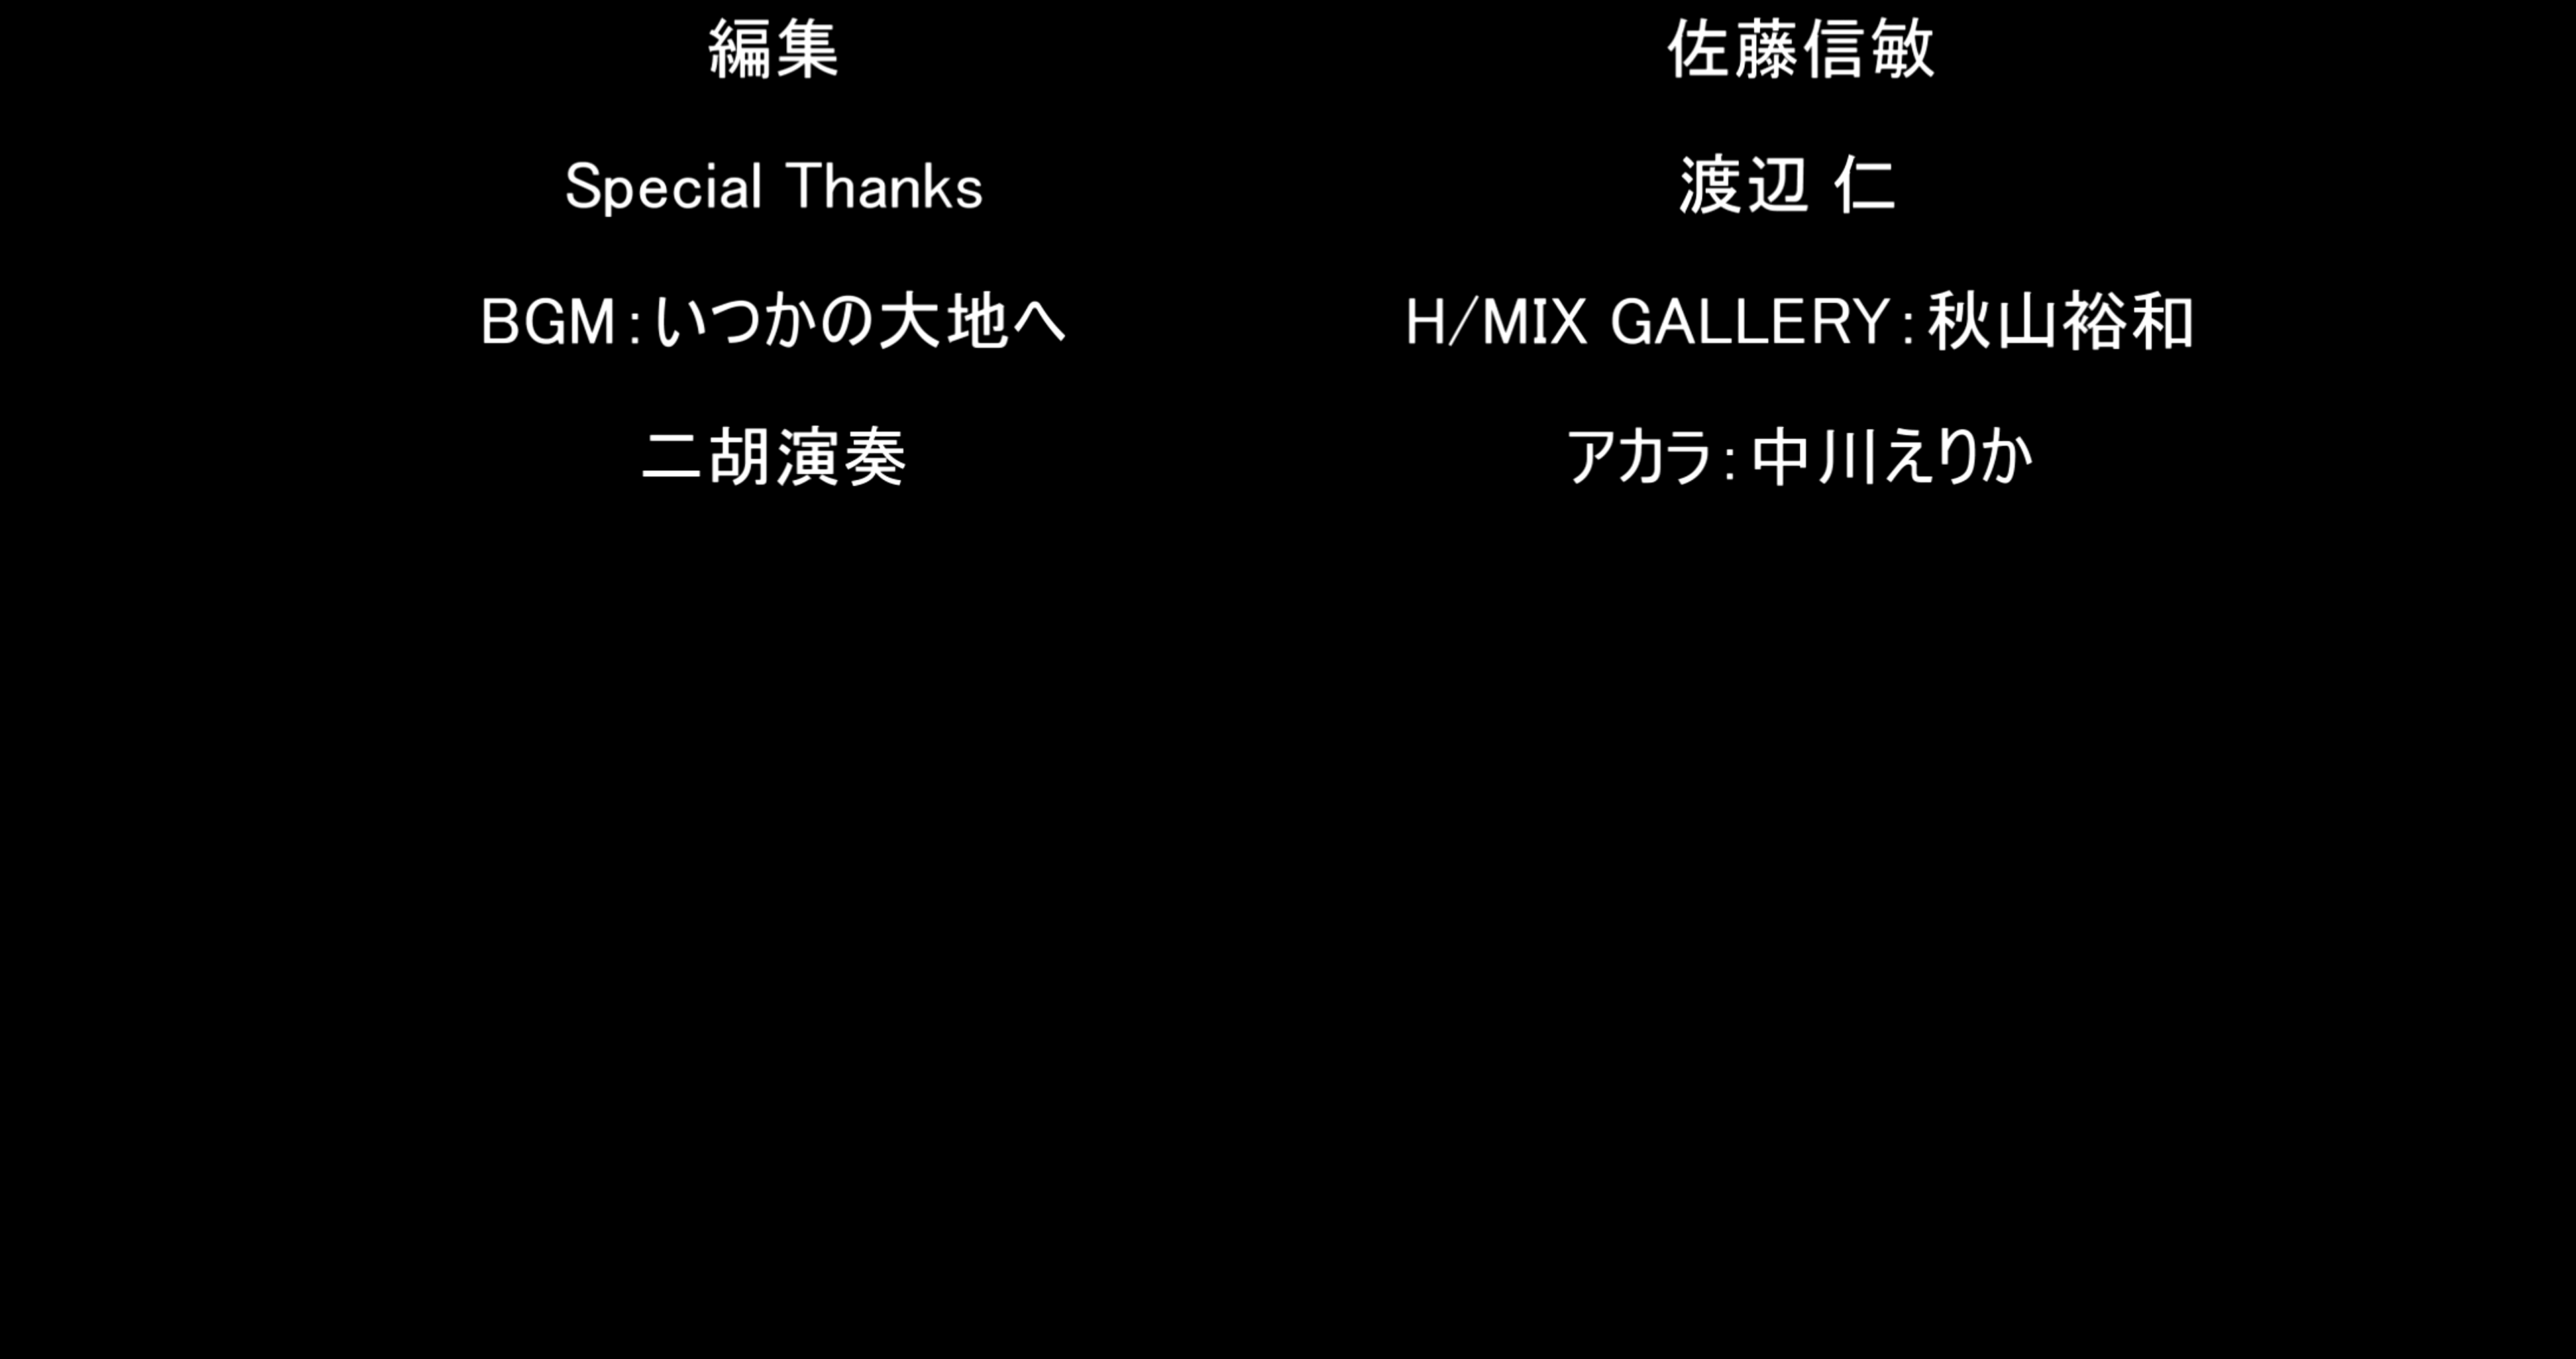 編集 佐藤信敏
Special Thanks 渡辺 仁
BGM：いつかの大地へ H/MIX GALLERY：秋山裕和
二胡演奏 アカラ：中川えりか